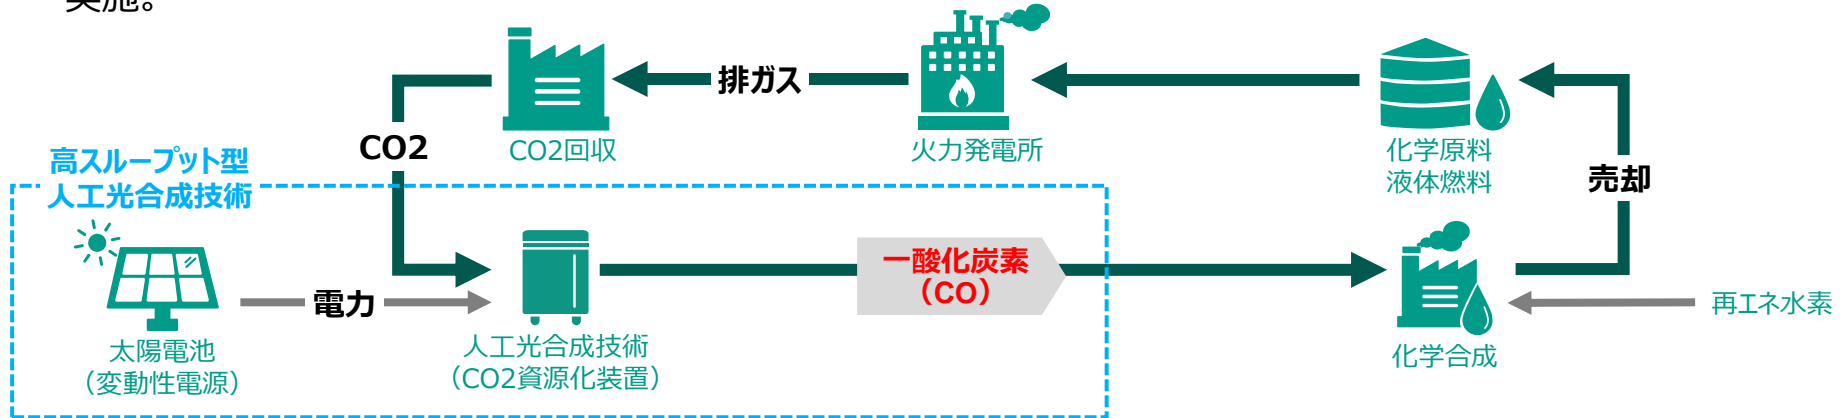 実施。
排ガス
CO2
CO2回収
火力発電所
化学原料
液体燃料
売却
高スループット型
人工光合成技術
一酸化炭素
（CO）
電力
再エネ水素
太陽電池
（変動性電源）
人工光合成技術
（CO2資源化装置）
化学合成